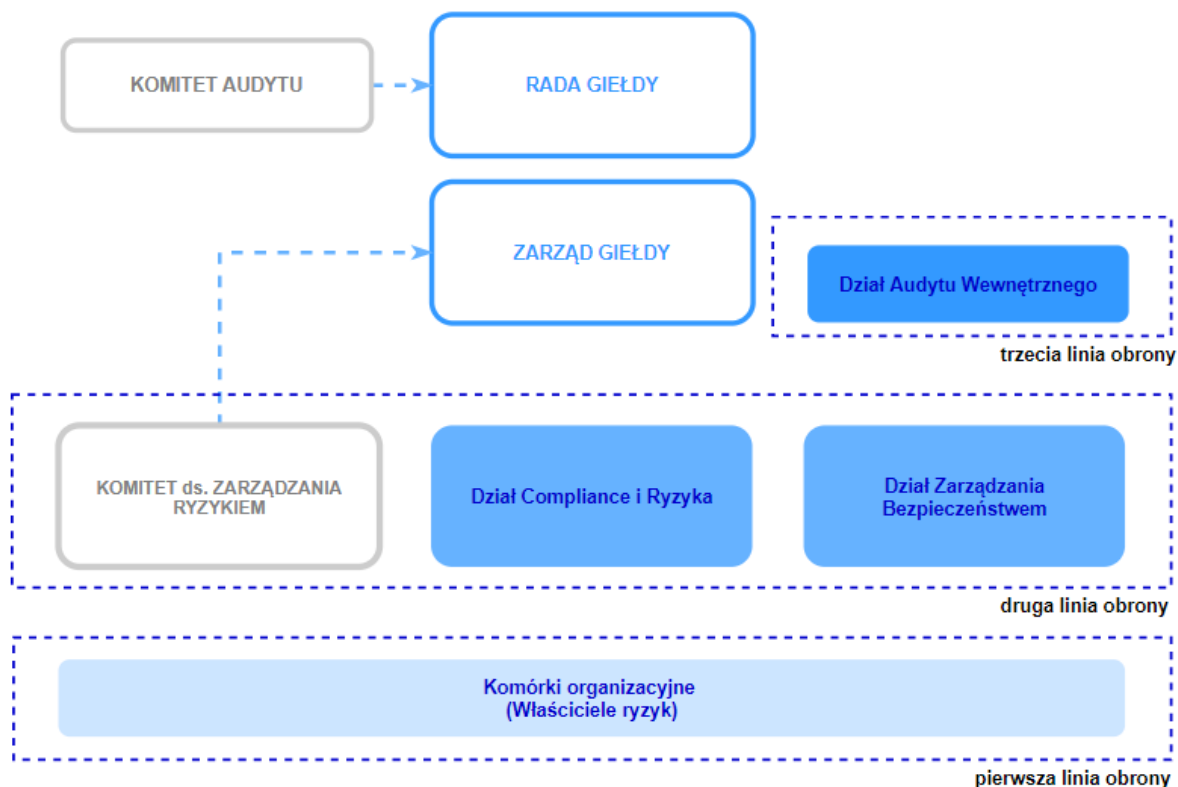 KOMITET AUDYTU
RADA GIEŁDY
ZARZĄD GIEŁDY
Dział Audytu Wewnętrznego
trzecia linia obrony
KOMITET ds. ZARZĄDZANIA
RYZYKIEM
Dział Compliance i Ryzyka
Dział Zarządzania
Bezpieczeństwem
druga linia obrony
Komórki organizacyjne
(Właściciele ryzyk)
pierwsza linia obrony